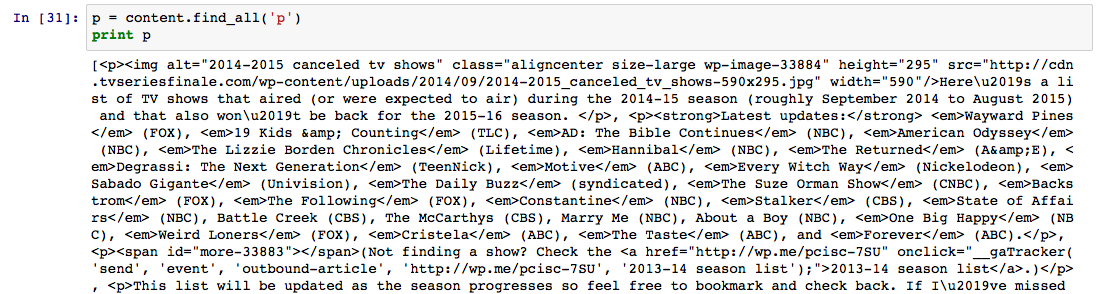 In [31]: p = content.find_all('p')
print p
[<p><img alt="2014-2015 canceled tv shows" class="aligncenter size-large wp-image-33884" height="295" src="http://cdn
.tvseriesfinale.com/wp-content/uploads/2014/09/2014-2015_canceled_tv_shows-590x295.jpg" width="590"/>Here\u2019s a li
st of TV shows that aired (or were expected to air) during the 2014-15 season (roughly September 2014 to August 2015)
and that also won\u2019t be back for the 2015-16 season. </p>, <p><strong>Latest updates:</strong> <em>Wayward Pines
</em> (FOX), <em>19 Kids &amp; Counting</em> (TLC), <em>AD: The Bible Continues</em> (NBC), <em>American Odyssey</em>
(NBC), <em>The Lizzie Borden Chronicles</em> (Lifetime), <em>Hannibal</em> (NBC), <em>The Returned</em> (A&amp;E), <
em>Degrassi: The Next Generation</em> (TeenNick), <em>Motive</em> (ABC), <em>Every Witch Way</em> (Nickelodeon), <em>
Sabado Gigante</em> (Univision), <em>The Daily Buzz</em> (syndicated), <em>The Suze Orman Show</em> (CNBC), <em>Backs
trom</em> (FOX), <em>The Following</em> (FOX), <em>Constantine</em> (NBC), <em>Stalker</em> (CBS), <em>State of Affai
rs</em> (NBC), Battle Creek (CBS), The McCarthys (CBS), Marry Me (NBC), About a Boy (NBC), <em>One Big Happy</em> (NB
C), <em>Weird Loners</em> (FOX), <em>Cristela</em> (ABC), <em>The Taste</em> (ABC), and <em>Forever</em> (ABC).</p>,
<p><span id="more-33883"></span>(Not finding a show? Check the <a href="http://wp.me/pcisc-7SU" onclick="__gaTracker(
'send', 'event', 'outbound-article', 'http://wp.me/pcisc-7SU', '2013-14 season list');">2013-14 season list</a>.)</p>
, <p>This list will be updated as the season progresses so feel free to bookmark and check back. If I\u2019ve missed